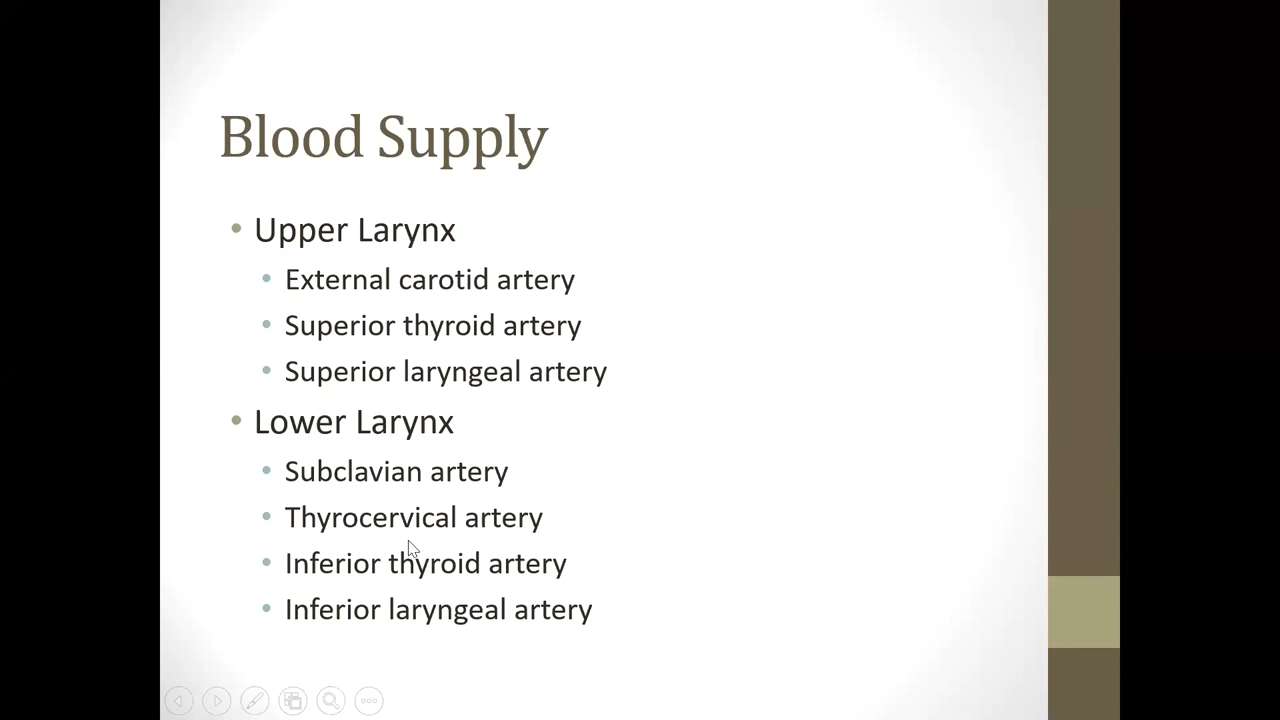 Blood Supply
• Upper Larynx
• External carotid artery
• Superior thyroid artery
• Superior laryngeal artery
• Lower Larynx
• Subclavian artery
• Thyrocervical artery
• Inferior thyroid artery
• Inferior laryngeal artery